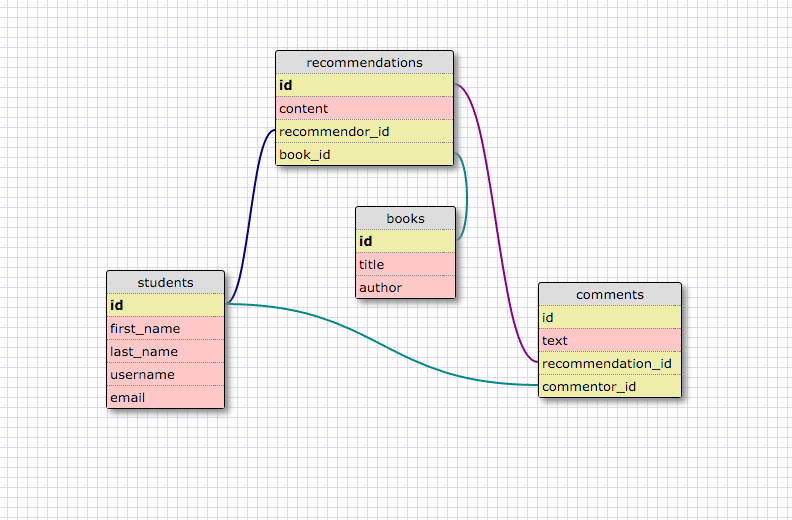 recommendations
id
content
recommendor_id
book_id
books
id
title
author
students
id
first_name
last_name
username
email
comments
id
text
recommendation_id
commentor_id